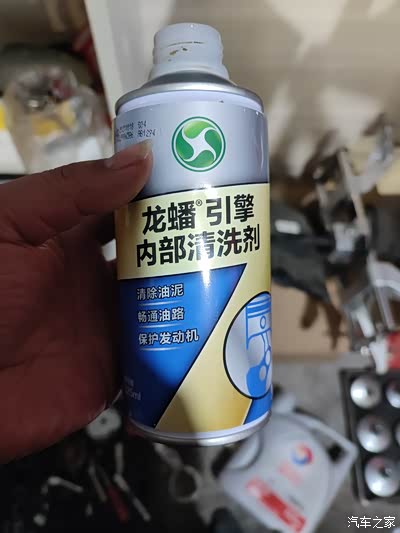 龙蟠®引擎
内部清洗剂
清除油泥
畅通油路
保护发动机
汽车之家